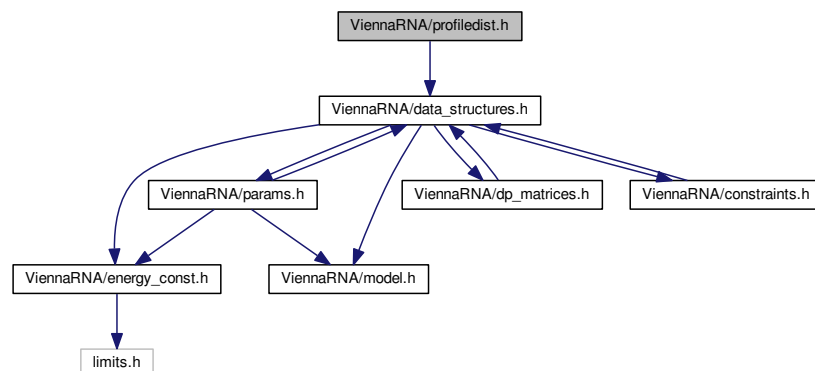 ViennaRNA/profiledist.h
ViennaRNA/data_structures.h
ViennaRNA/params.h
ViennaRNA/dp_matrices.h
ViennaRNA/constraints.h
ViennaRNA/energy_const.h
ViennaRNA/model.h
limits.h